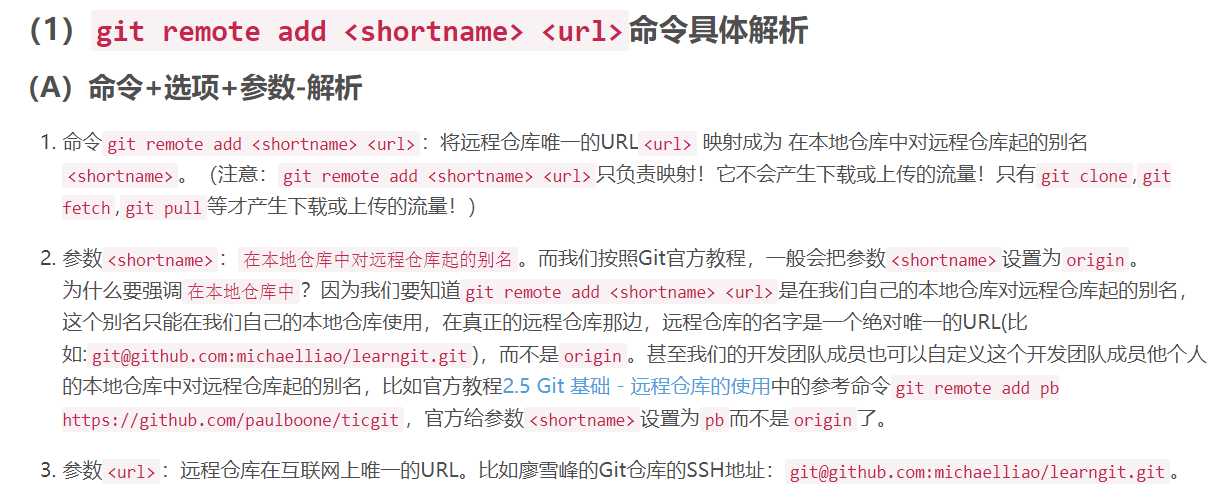 （1）git remote add <shortname> <url>命令具体解析
（A）命令+选项+参数-解析
1. 命令git remote add <shortname> <url>：将远程仓库唯一的URL<url> 映射成为 在本地仓库中对远程仓库起的别名
<shortname>。（注意：git remote add <shortname> <url>只负责映射！它不会产生下载或上传的流量！只有git clone,git
fetch,git pull等才产生下载或上传的流量！）
2. 参数<shortname>：在本地仓库中对远程仓库起的别名。而我们按照Git官方教程，一般会把参数<shortname>设置为origin。
为什么要强调在本地仓库中？因为我们要知道git remote add <shortname> <url>是在我们自己的本地仓库对远程仓库起的别名，
这个别名只能在我们自己的本地仓库使用，在真正的远程仓库那边，远程仓库的名字是一个绝对唯一的URL(比
如:git@github.com:michaelliao/learngit.git)，而不是origin。甚至我们的开发团队成员也可以自定义这个开发团队成员他个人
的本地仓库中对远程仓库起的别名，比如官方教程2.5 Git 基础 - 远程仓库的使用中的参考命令git remote add pb
https://github.com/paulboone/ticgit，官方给参数<shortname>设置为pb而不是origin了。
3. 参数<url>：远程仓库在互联网上唯一的URL。比如廖雪峰的Git仓库的SSH地址：git@github.com:michaelliao/learngit.git。